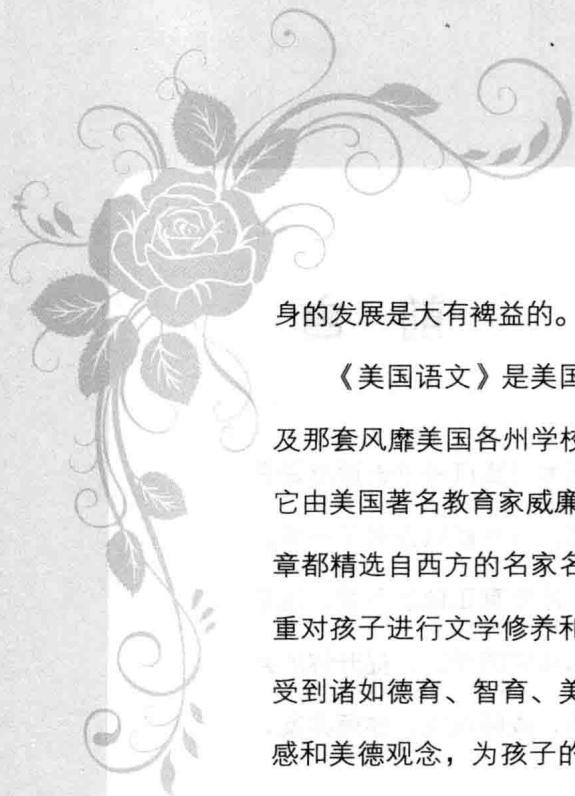 身的发展是大有裨益的。
《美国语文》是美国
及那套风靡美国各州学校
它由美国著名教育家威廉
章都精选自西方的名家名
重对孩子进行文学修养和
受到诸如德育、智育、美
感和美德观念，为孩子的